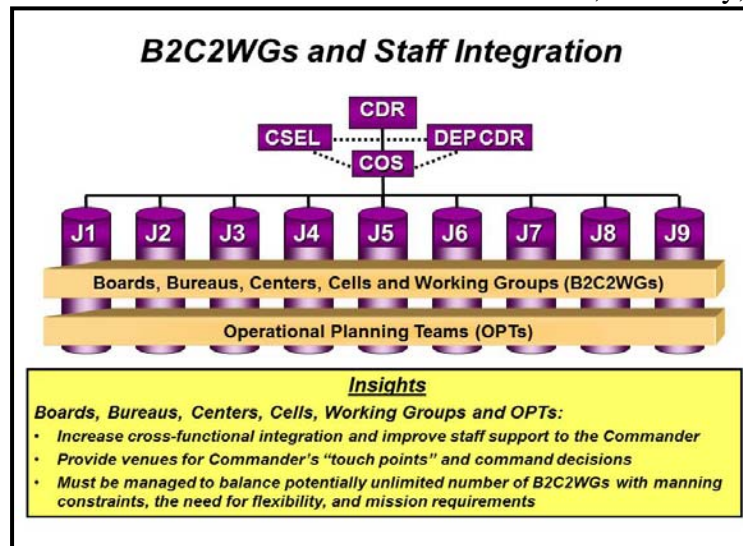 B2C2WGs and Staff Integration
CDR
CSEL
DEP CDR
COS
J1 J2 J3 J4 J5 J6 J7 J8 J9
Boards, Bureaus, Centers, Cells and Working Groups (B2C2WGs)
Operational Planning Teams (OPTs)
Insights
Boards, Bureaus, Centers, Cells, Working Groups and OPTs:
• Increase cross-functional integration and improve staff support to the Commander
• Provide venues for Commander's “touch points” and command decisions
• Must be managed to balance potentially unlimited number of B2C2WGs with manning
constraints, the need for flexibility, and mission requirements